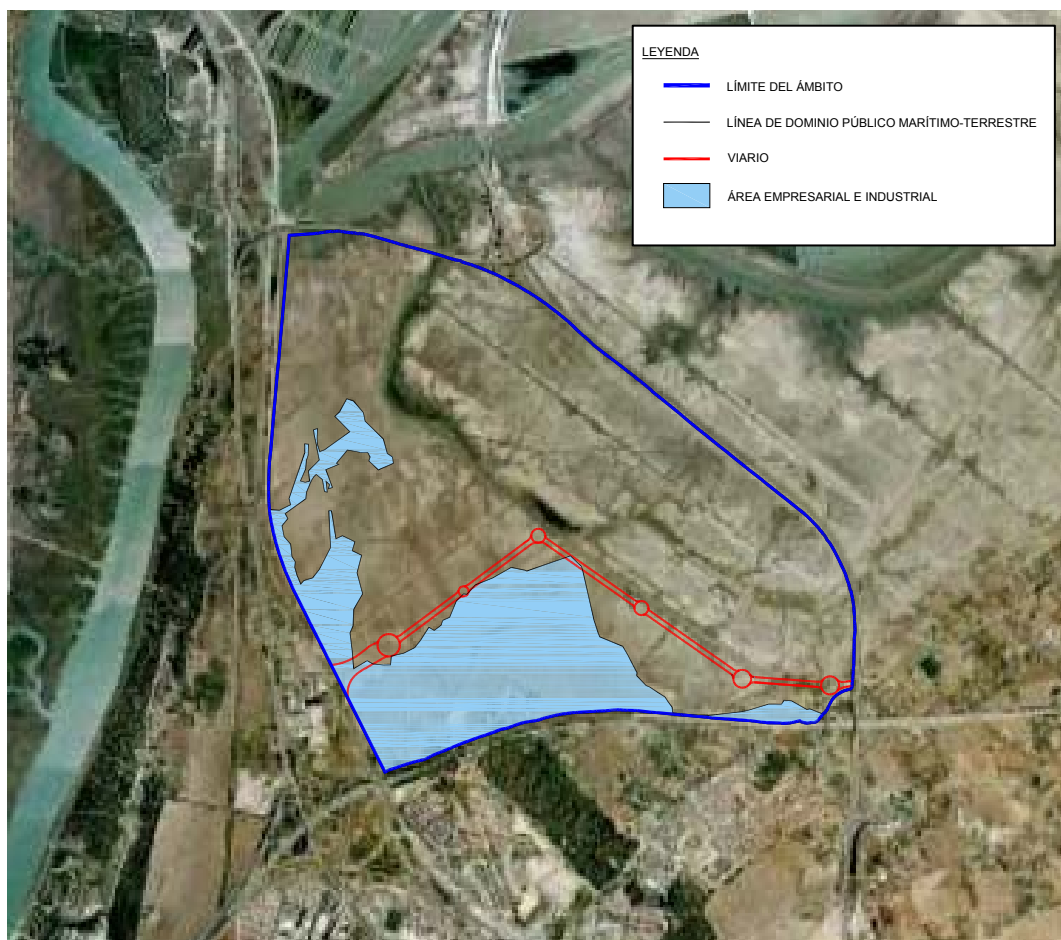 LEYENDA
LÍMITE DEL ÁMBITO
LÍNEA DE DOMINIO PÚBLICO MARÍTIMO-TERRESTRE
VIARIO
ÁREA EMPRESARIAL E INDUSTRIAL